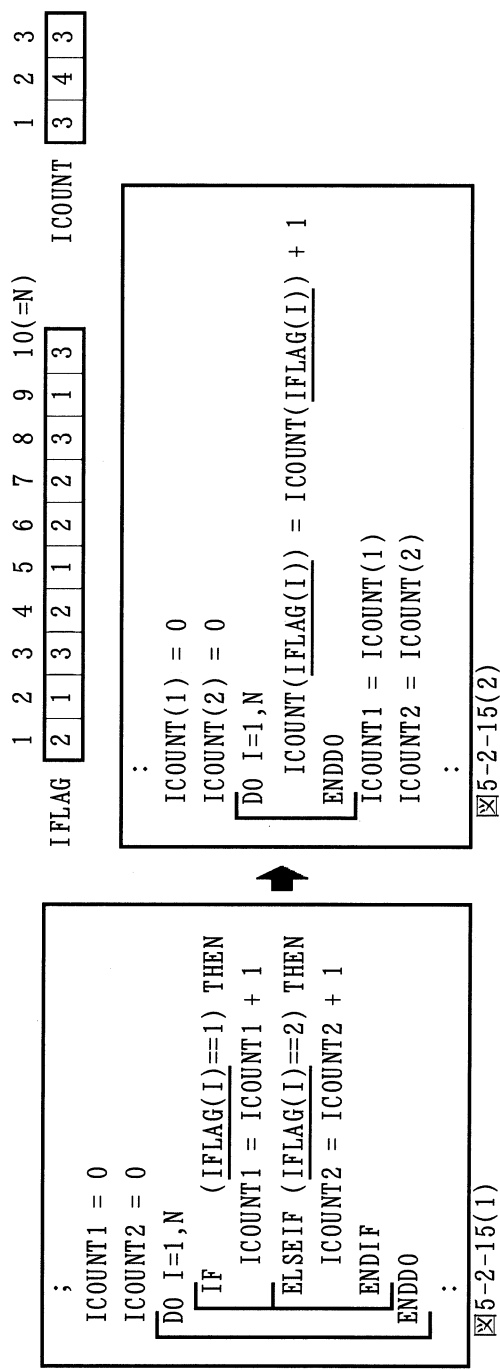 ;
ICOUNT1 = 0
ICOUNT2 = 0
DO I=1,N
IF (IFLAG(I)==1) THEN
ICOUNT1 = ICOUNT1 + 1
ELSEIF (IFLAG(I)==2) THEN
ICOUNT2 = ICOUNT2 + 1
ENDIF
ENDDO
:
図5-2-15(1)
1 2 3 4 5 6 7 8 9 10(=N)
IFLAG 2 1 3 2 1 2 2 3 1 3
1 2 3
ICOUNT 3 4 3
:
ICOUNT(1) = 0
ICOUNT(2) = 0
DO I=1,N
ICOUNT(IFLAG(I)) = ICOUNT(IFLAG(I)) + 1
ENDDO
ICOUNT1 = ICOUNT(1)
ICOUNT2 = ICOUNT(2)
:
図5-2-15(2)